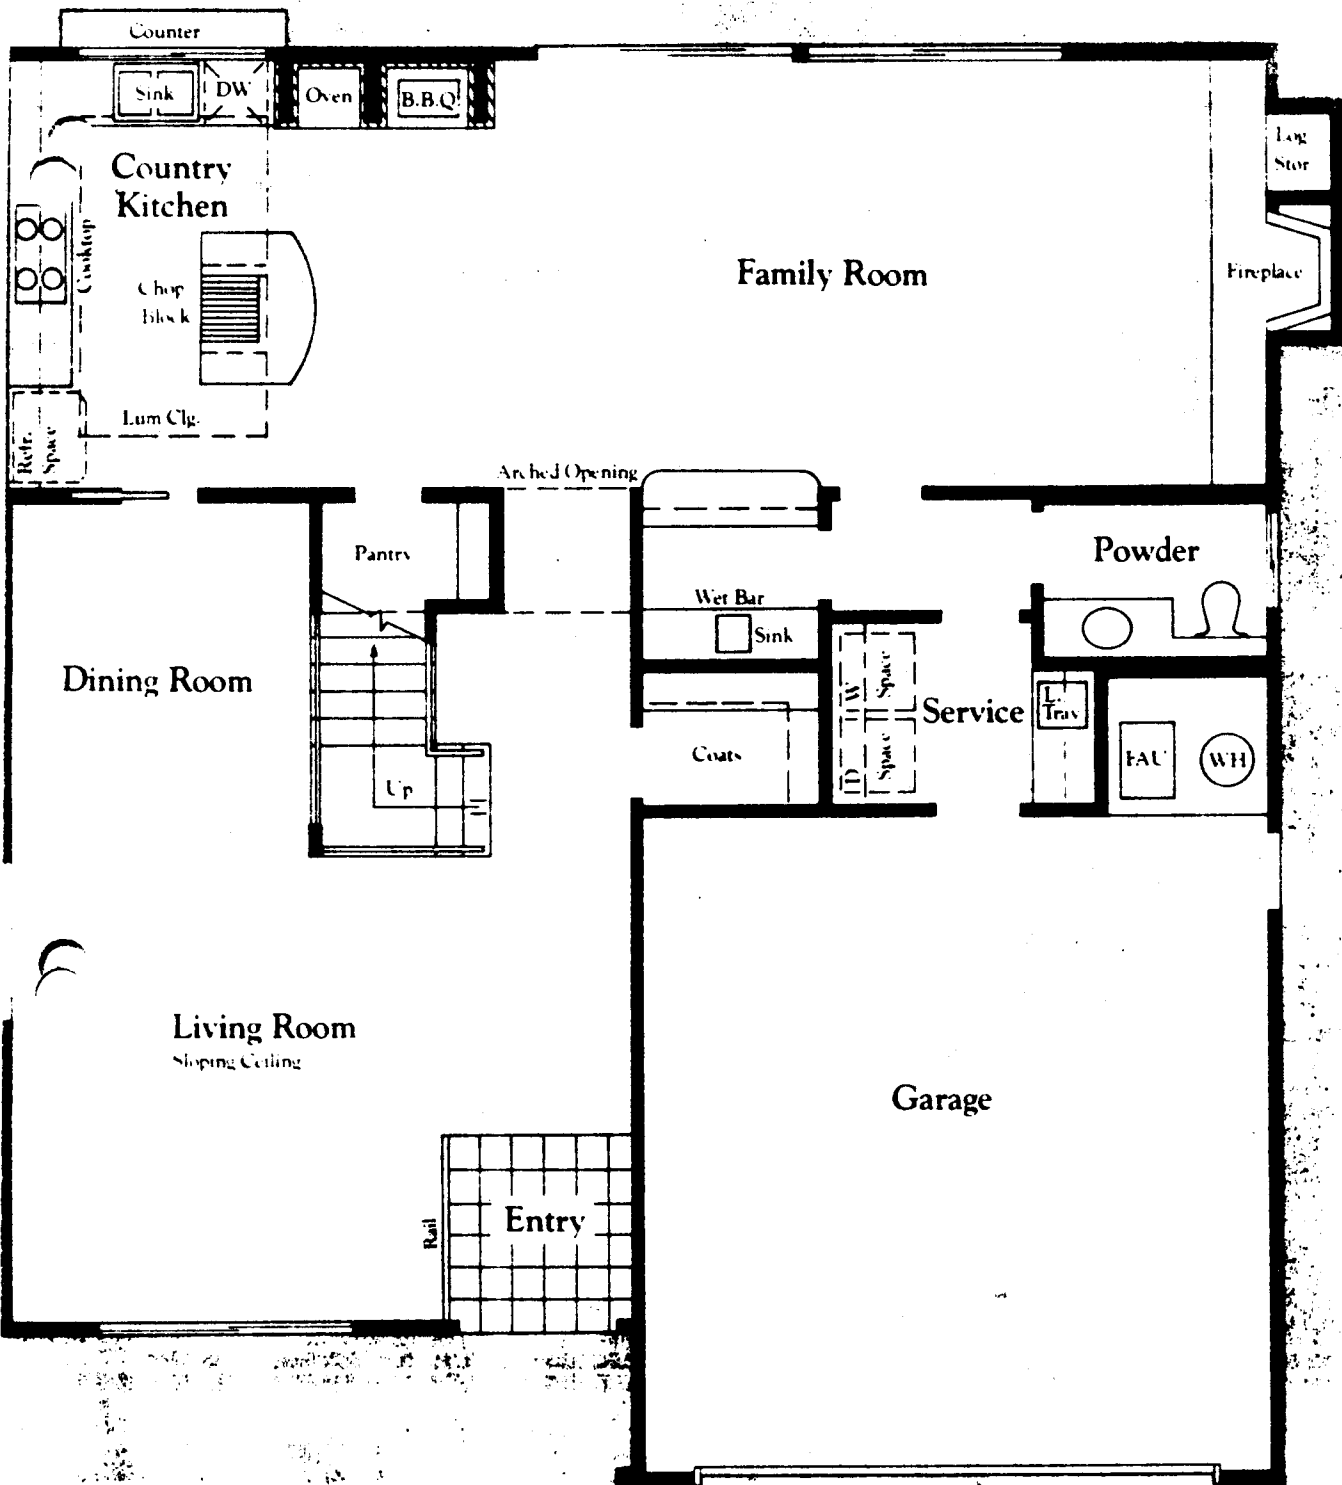 Counter
Sink
DW
Oven
B.B.Q.
Log
Stor
Country
Kitchen
Cooktop
Chop
Block
Family Room
Fireplace
Lum Clg.
Refr.
Space
Arched Opening
Pantry
Powder
Wet Bar
Sink
Dining Room
W
Space
Service
L.
Tray
Coats
D
Space
FAU
WH
Up
Living Room
Sloping Ceiling
Garage
Entry
Rail